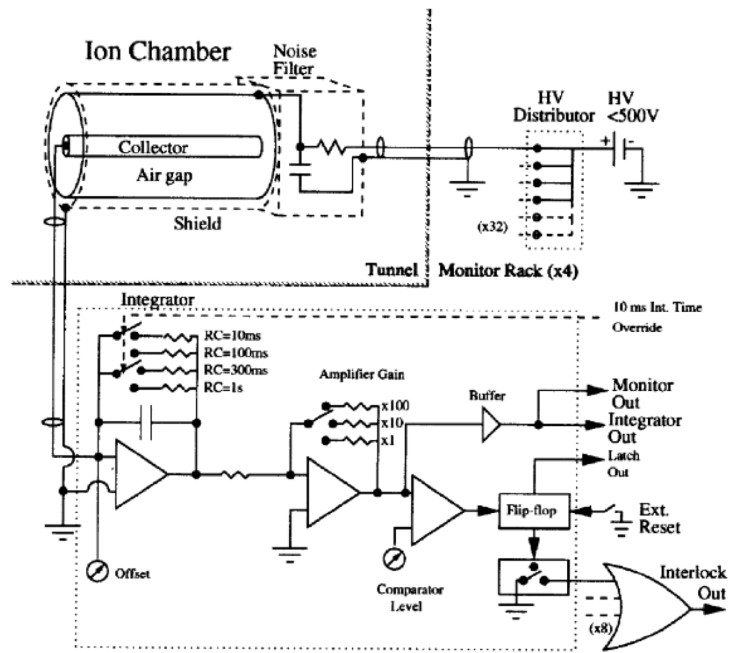 Ion Chamber
Noise
Filter
HV
Distributor
HV
<500V
+
-
Collector
Air gap
Shield
(x32)
Tunnel
Monitor Rack (x4)
Integrator
10 ms Int. Time
Override
RC=10ms
RC=100ms
RC=300ms
RC=1s
Amplifier Gain
x100
x10
x1
Buffer
Monitor
Out
Integrator
Out
Latch
Out
Flip-flop
Ext.
Reset
Offset
Comparator
Level
Interlock
Out
(x8)